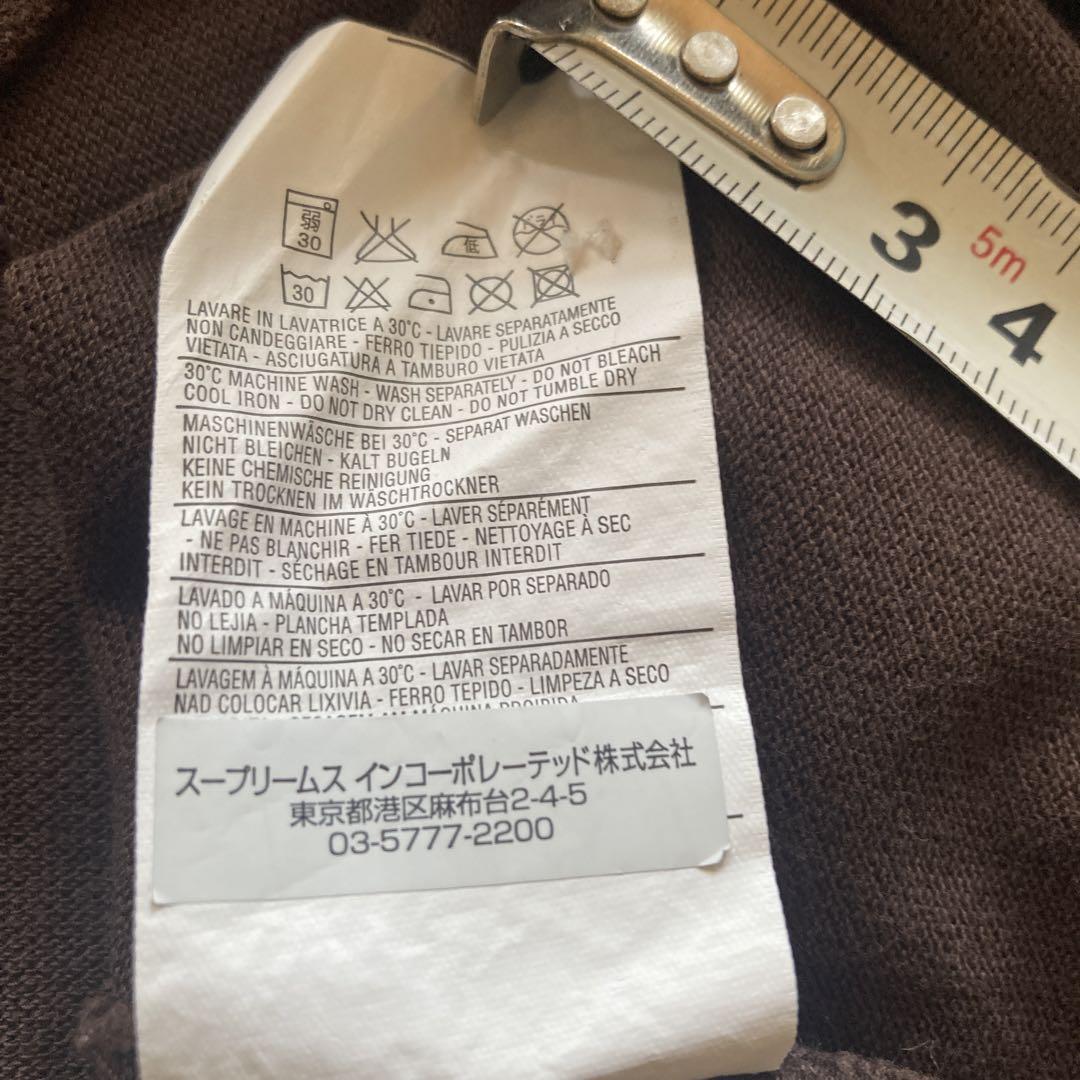 弱
30
低
ドライ
30
LAVARE IN LAVATRICE A 30°C - LAVARE SEPARATAMENTE
NON CANDEGGIARE - FERRO TIEPIDO - PULIZIA A SECCO
VIETATA - ASCIUGATURA A TAMBURO VIETATA
30°C MACHINE WASH - WASH SEPARATELY - DO NOT BLEACH
COOL IRON - DO NOT DRY CLEAN - DO NOT TUMBLE DRY
MASCHINENWÄSCHE BEI 30°C - SEPARAT WASCHEN
NICHT BLEICHEN - KALT BUGELN
KEINE CHEMISCHE REINIGUNG
KEIN TROCKNEN IM WÄSCHTROCKNER
LAVAGE EN MACHINE À 30°C - LAVER SÉPARÉMENT
- NE PAS BLANCHIR - FER TIEDE - NETTOYAGE À SEC
INTERDIT - SÉCHAGE EN TAMBOUR INTERDIT
LAVADO A MÁQUINA A 30°C - LAVAR POR SEPARADO
NO LEJIA - PLANCHA TEMPLADA
NO LIMPIAR EN SECO - NO SECAR EN TAMBOR
LAVAGEM À MÁQUINA A 30°C - LAVAR SEPARADAMENTE
NAD COLOCAR LIXIVIA - FERRO TEPIDO - LIMPEZA A SECO
MÁQUINA PROIBIDA
スープリームス インコーポレーテッド株式会社
東京都港区麻布台2-4-5
03-5777-2200
3
5m
4